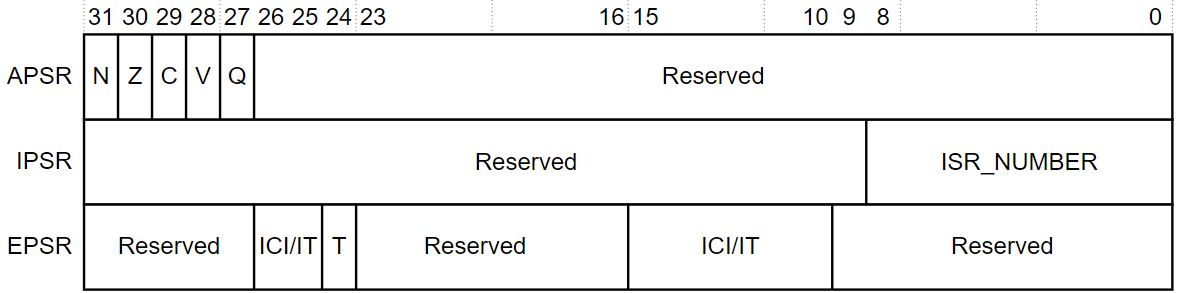 31 30 29 28 27 26 25 24 23 16 15 10 9 8 0
APSR N Z C V Q Reserved
IPSR Reserved ISR_NUMBER
EPSR Reserved ICI/IT T Reserved ICI/IT Reserved